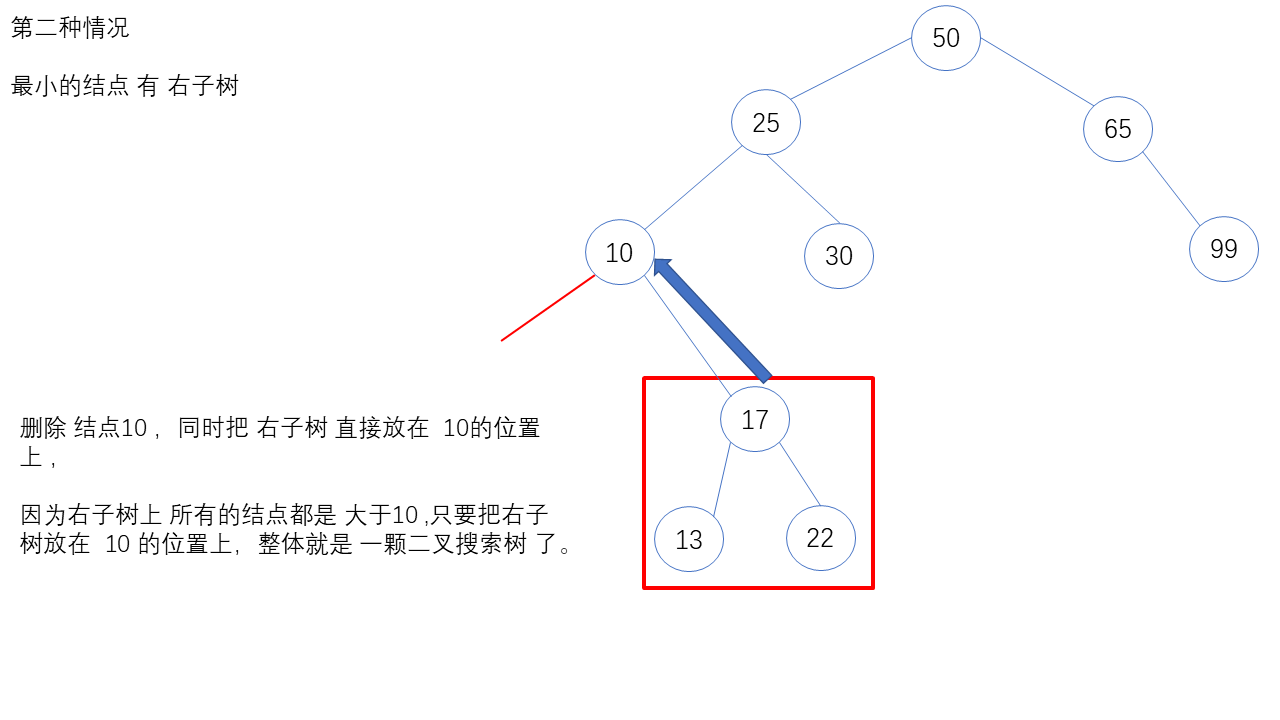 第二种情况
最小的结点 有 右子树
50
25
65
10
30
99
17
13
22
删除 结点10 ，同时把 右子树 直接放在 10的位置
上 ，
因为右子树上 所有的结点都是 大于10 ,只要把右子
树放在 10 的位置上，整体就是 一颗二叉搜索树 了。